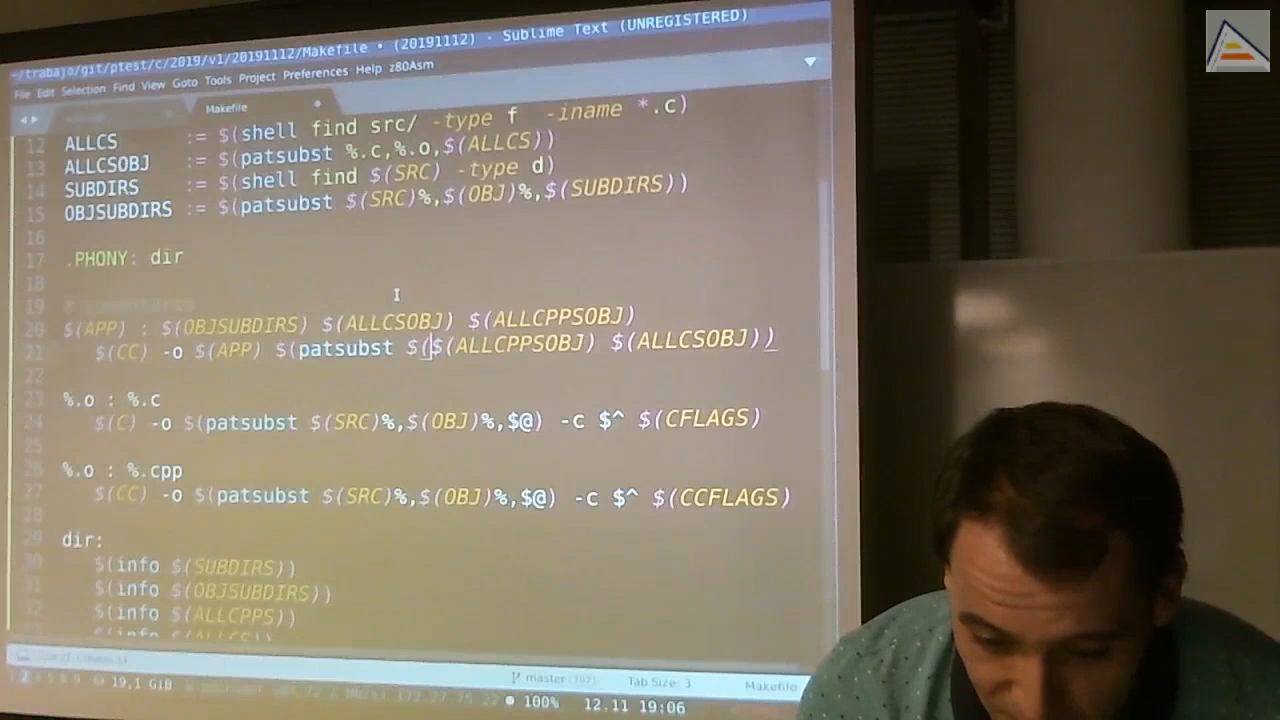 ~/trabajo/git/ptest/c/2019/v1/20191112/Makefile • (20191112) - Sublime Text (UNREGISTERED)
File Edit Selection Find View Goto Tools Project Preferences Help z80Asm
Makefile
12 ALLCS := $(shell find src/ -type f -iname *.c)
13 ALLCSOBJ := $(patsubst %.c,%.o,$(ALLCS))
14 SUBDIRS := $(shell find $(SRC) -type d)
15 OBJSUBDIRS := $(patsubst $(SRC)%,$(OBJ)%,$(SUBDIRS))
16
17 .PHONY: dir
18
19
20 $(APP) : $(OBJSUBDIRS) $(ALLCSOBJ) $(ALLCPPSOBJ)
21 $(CC) -o $(APP) $(patsubst $($(ALLCPPSOBJ) $(ALLCSOBJ))
22
23 %.o : %.c
24 $(C) -o $(patsubst $(SRC)%,$(OBJ)%,$@) -c $^ $(CFLAGS)
25
26 %.o : %.cpp
27 $(CC) -o $(patsubst $(SRC)%,$(OBJ)%,$@) -c $^ $(CCFLAGS)
28
29 dir:
30 $(info $(SUBDIRS))
31 $(info $(OBJSUBDIRS))
32 $(info $(ALLCPPS))
$(info $(ALLCS))
master Tab Size: 3 Makefile
19,1 GiB 100% 12.11 19:06